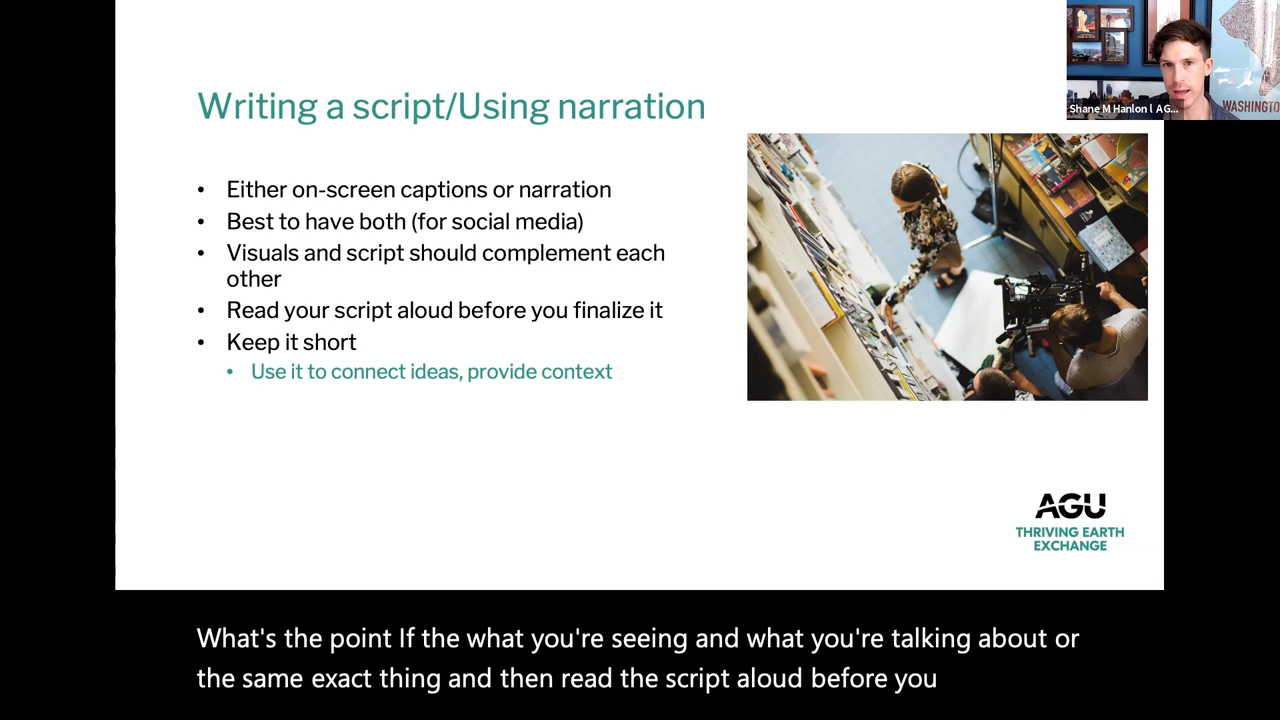 Writing a script/Using narration
• Either on-screen captions or narration
• Best to have both (for social media)
• Visuals and script should complement each
other
• Read your script aloud before you finalize it
• Keep it short
• Use it to connect ideas, provide context
Shane M Hanlon l AG...
WASHINGTO
AGU
THRIVING EARTH
EXCHANGE
What's the point If the what you're seeing and what you're talking about or
the same exact thing and then read the script aloud before you